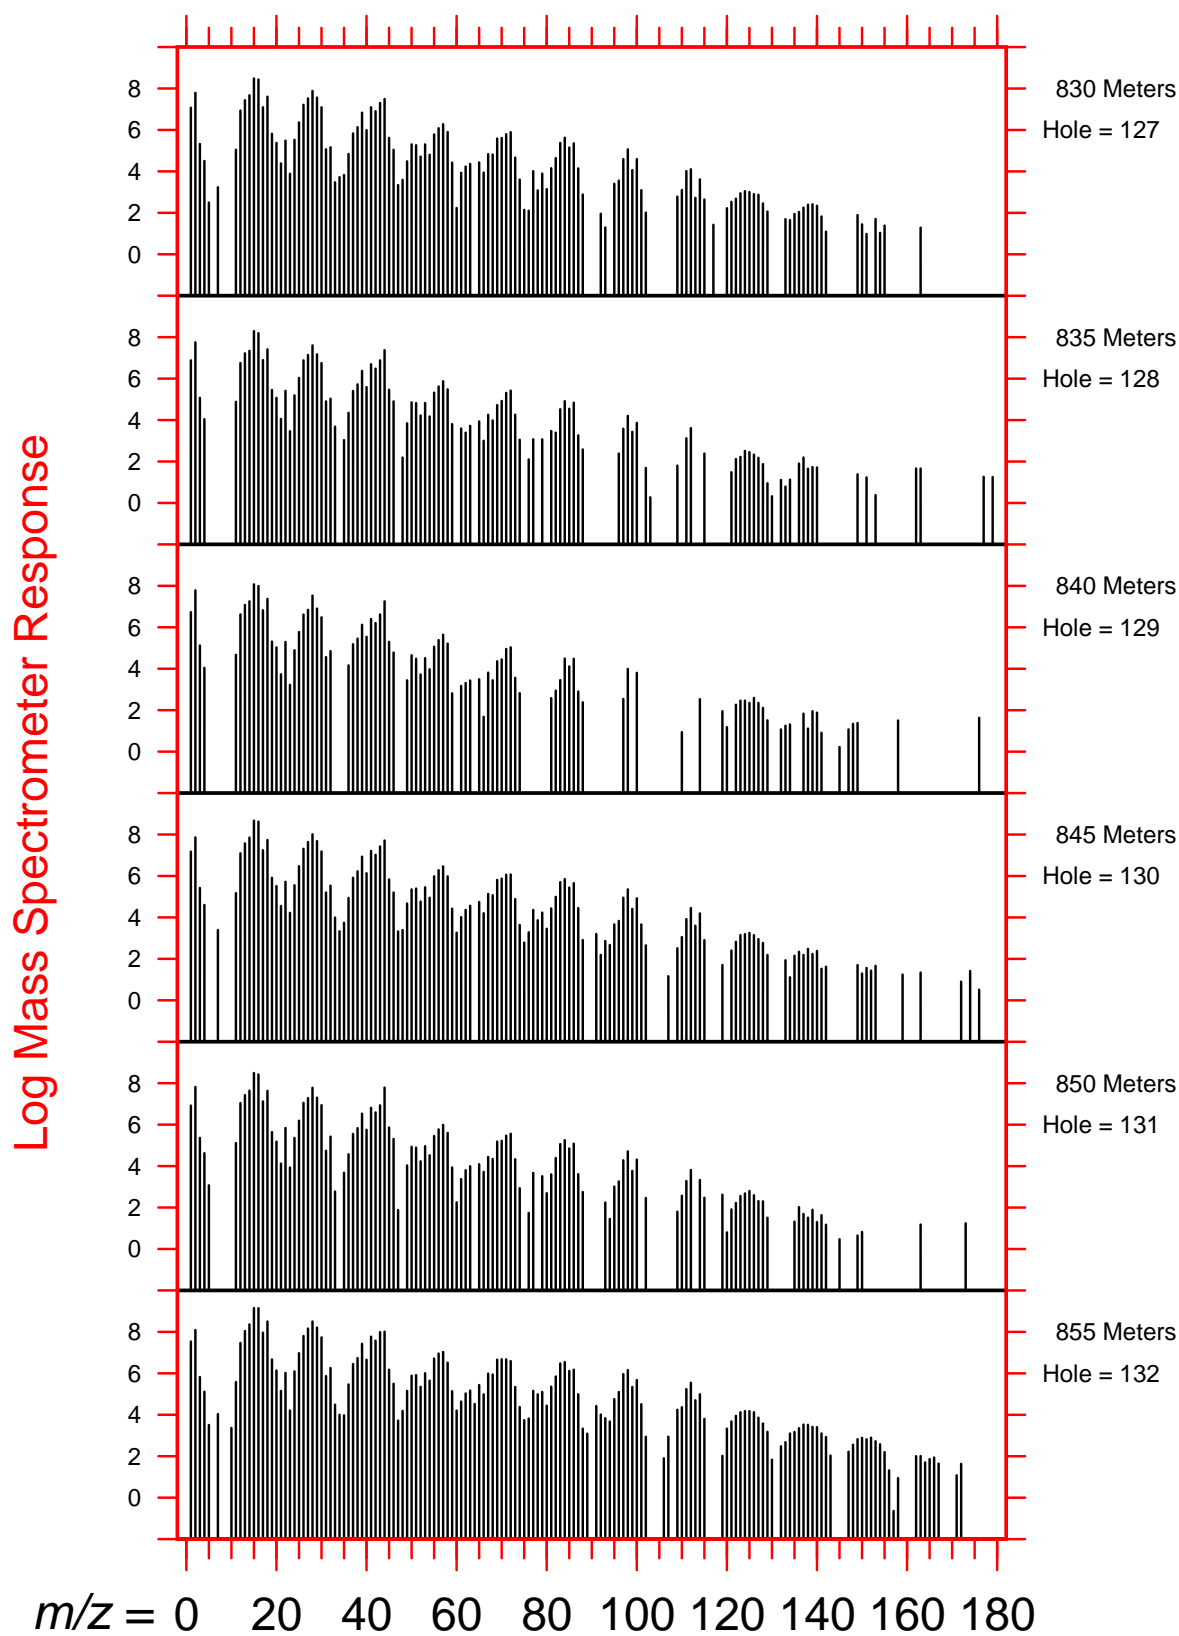 Log Mass Spectrometer Response
8
6
4
2
0
830 Meters
Hole = 127
8
6
4
2
0
835 Meters
Hole = 128
8
6
4
2
0
840 Meters
Hole = 129
8
6
4
2
0
845 Meters
Hole = 130
8
6
4
2
0
850 Meters
Hole = 131
8
6
4
2
0
855 Meters
Hole = 132
m/z = 0 20 40 60 80 100 120 140 160 180